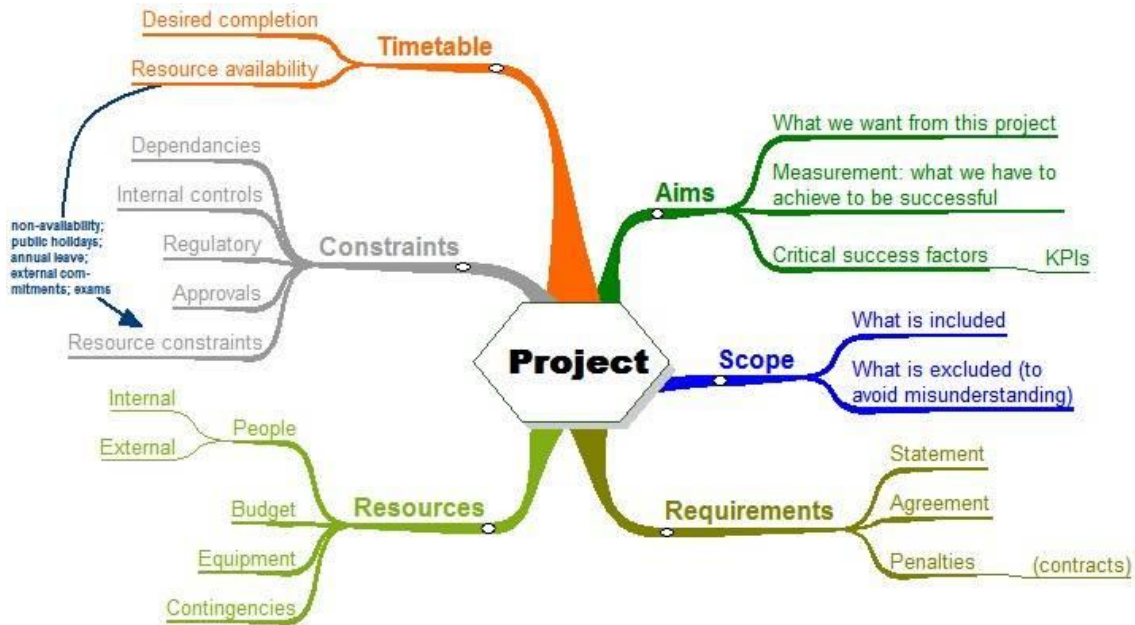 Desired completion
Timetable
Resource availability
Dependancies
Internal controls
Regulatory
Constraints
Approvals
Resource constraints
non-availability;
public holidays;
annual leave;
external com-
mitments; exams
What we want from this project
Measurement: what we have to
achieve to be successful
Aims
Critical success factors
KPIs
Project
Scope
What is included
What is excluded (to
avoid misunderstanding)
Internal
External
People
Budget
Resources
Equipment
Contingencies
Requirements
Statement
Agreement
Penalties
(contracts)